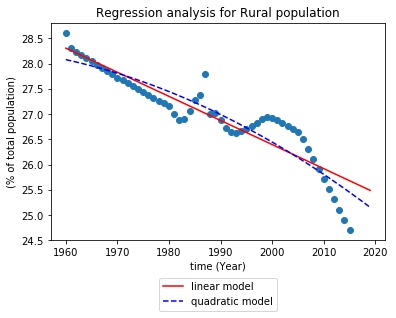 Regression analysis for Rural population
(% of total population)
28.5
28.0
27.5
27.0
26.5
26.0
25.5
25.0
24.5
1960 1970 1980 1990 2000 2010 2020
time (Year)
linear model
quadratic model